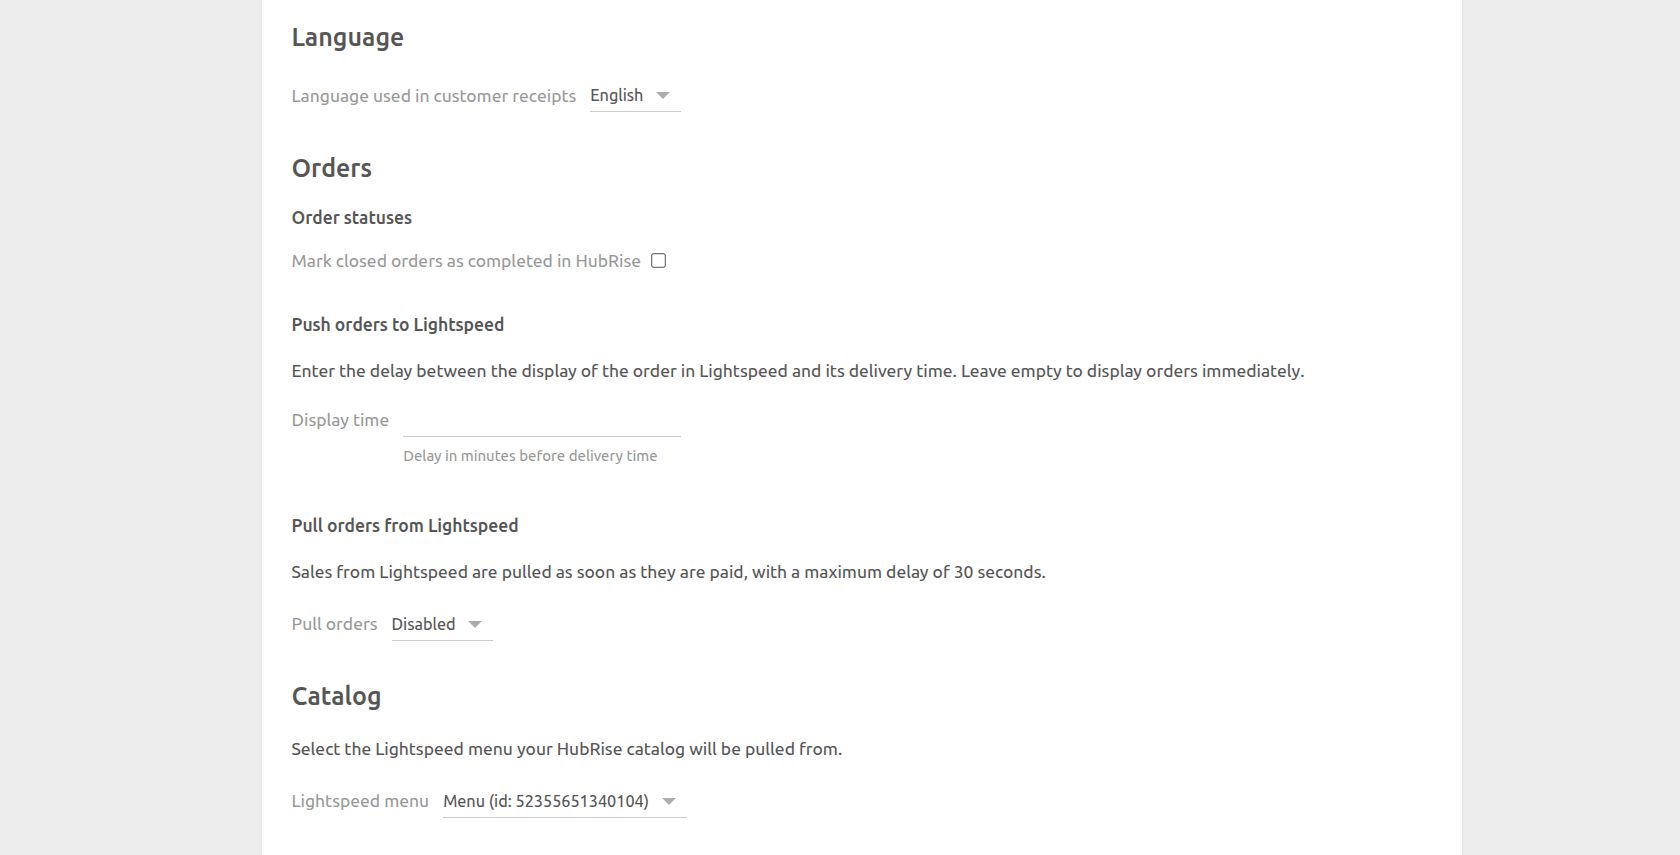 Language
Language used in customer receipts English
Orders
Order statuses
Mark closed orders as completed in HubRise
Push orders to Lightspeed
Enter the delay between the display of the order in Lightspeed and its delivery time. Leave empty to display orders immediately.
Display time
Delay in minutes before delivery time
Pull orders from Lightspeed
Sales from Lightspeed are pulled as soon as they are paid, with a maximum delay of 30 seconds.
Pull orders Disabled
Catalog
Select the Lightspeed menu your HubRise catalog will be pulled from.
Lightspeed menu Menu (id: 52355651340104)